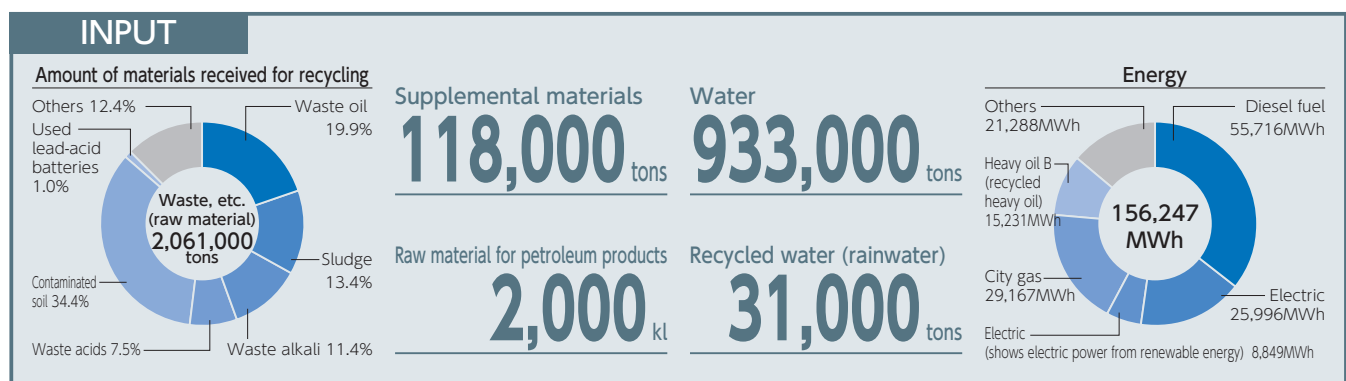 INPUT
Amount of materials received for recycling
Others 12.4%
Waste oil
19.9%
Used
lead-acid
batteries
1.0%
Waste, etc.
(raw material)
2,061,000
tons
Sludge
13.4%
Contaminated
soil 34.4%
Waste acids 7.5%
Waste alkali 11.4%
Supplemental materials
118,000 tons
Water
933,000 tons
Raw material for petroleum products
2,000 kl
Recycled water (rainwater)
31,000 tons
Energy
Others
21,288MWh
Diesel fuel
55,716MWh
Heavy oil B
(recycled
heavy oil)
15,231MWh
156,247
MWh
City gas
29,167MWh
Electric
25,996MWh
Electric
(shows electric power from renewable energy) 8,849MWh